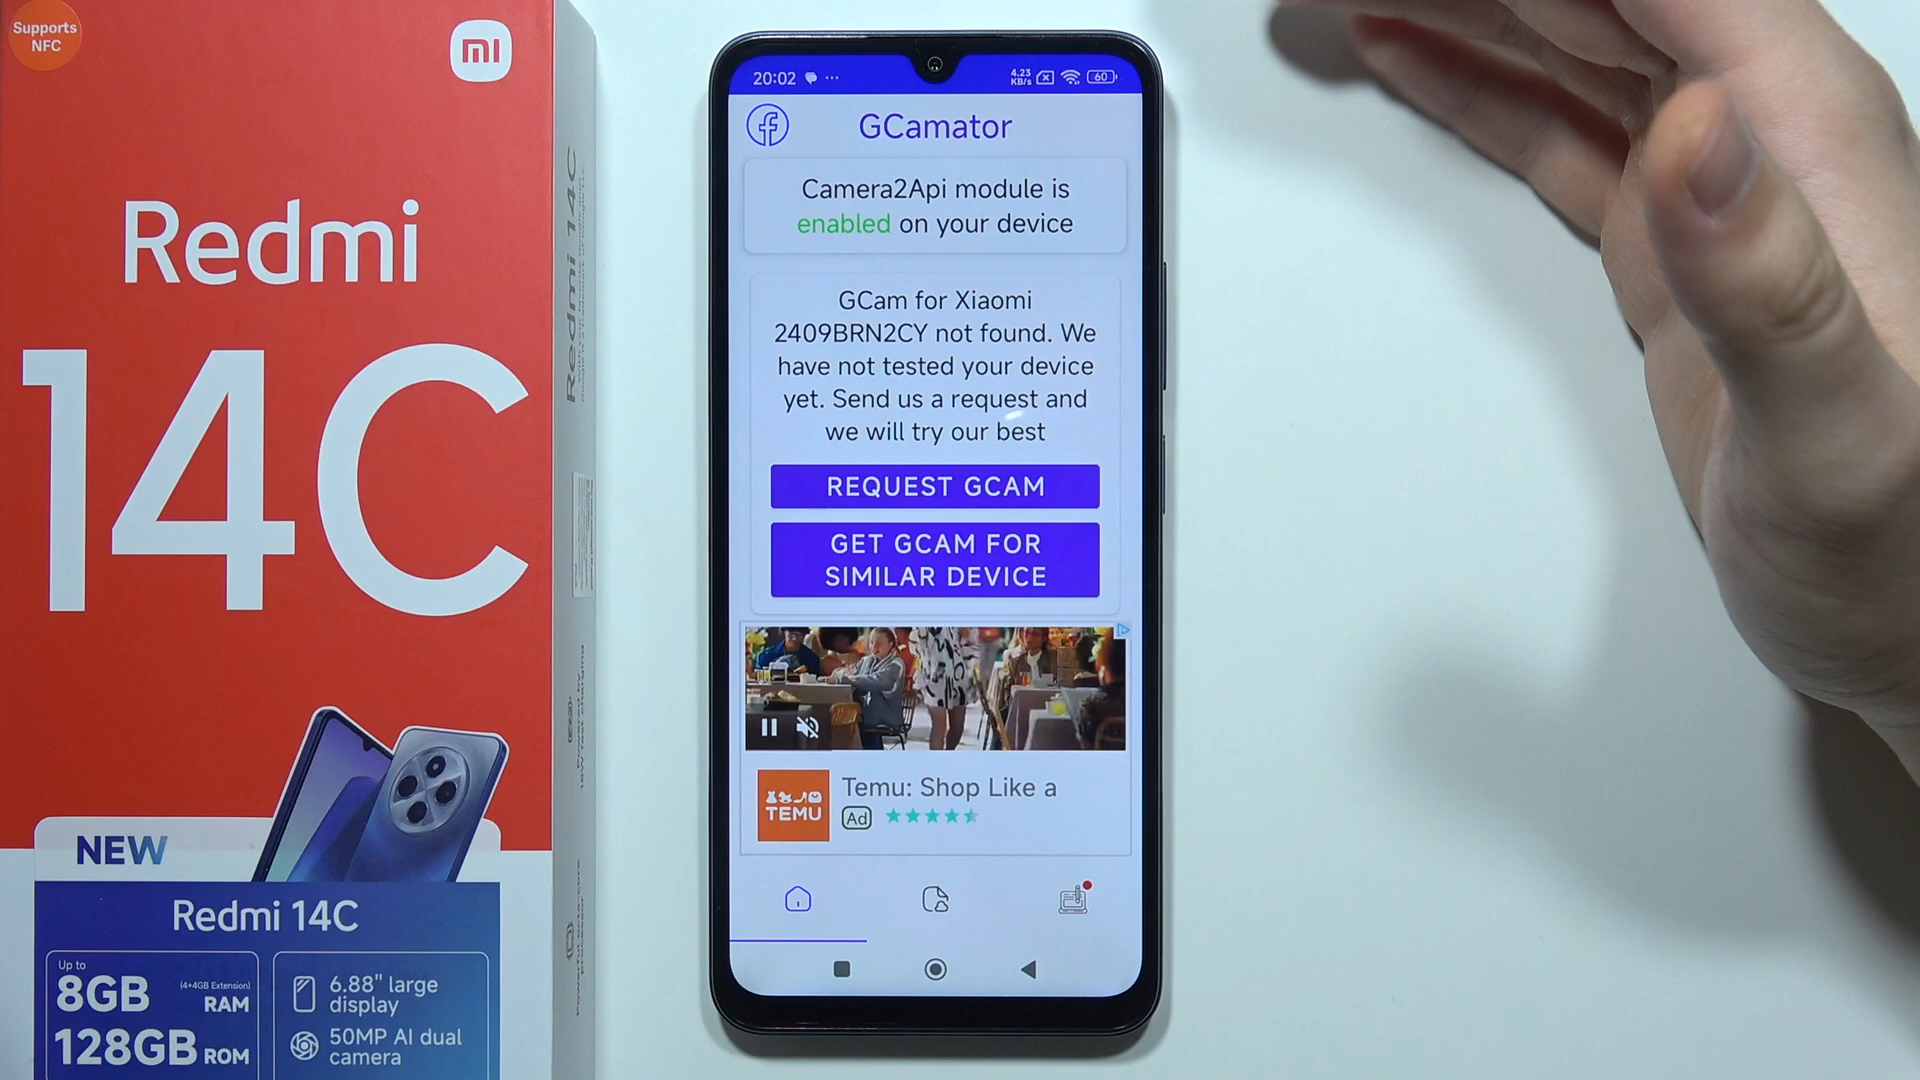 Supports
NFC
mi
Redmi
14C
NEW
Redmi 14C
Up to
8GB
(4+4GB Extension)
RAM
128GB ROM
6.88" large
display
50MP AI dual
camera
Redmi 14C
20:02
4.23
KB/s
60
GCamator
Camera2Api module is
enabled on your device
GCam for Xiaomi
2409BRN2CY not found. We
have not tested your device
yet. Send us a request and
we will try our best
REQUEST GCAM
GET GCAM FOR
SIMILAR DEVICE
TEMU
Temu: Shop Like a
Ad